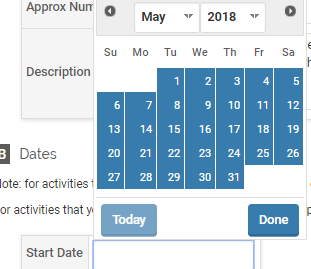 Approx Num
May 2018
Su Mo Tu We Th Fr Sa
1 2 3 4 5
6 7 8 9 10 11 12
Description
13 14 15 16 17 18 19
20 21 22 23 24 25 26
27 28 29 30 31
B Dates
ote: for activities
or activities that y
Today Done
Start Date